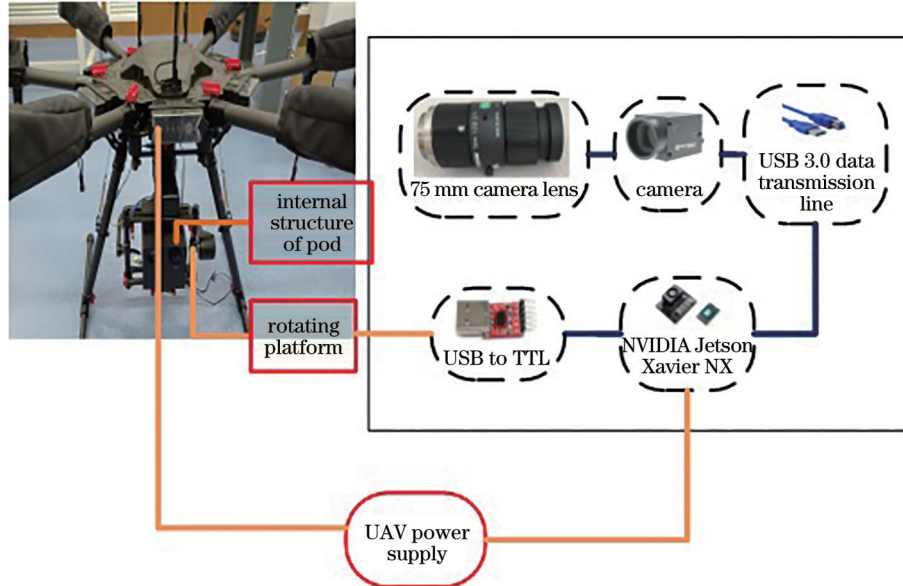 75 mm camera lens
camera
USB 3.0 data
transmission
line
internal
structure
of pod
rotating
platform
USB to TTL
NVIDIA Jetson
Xavier NX
UAV power
supply